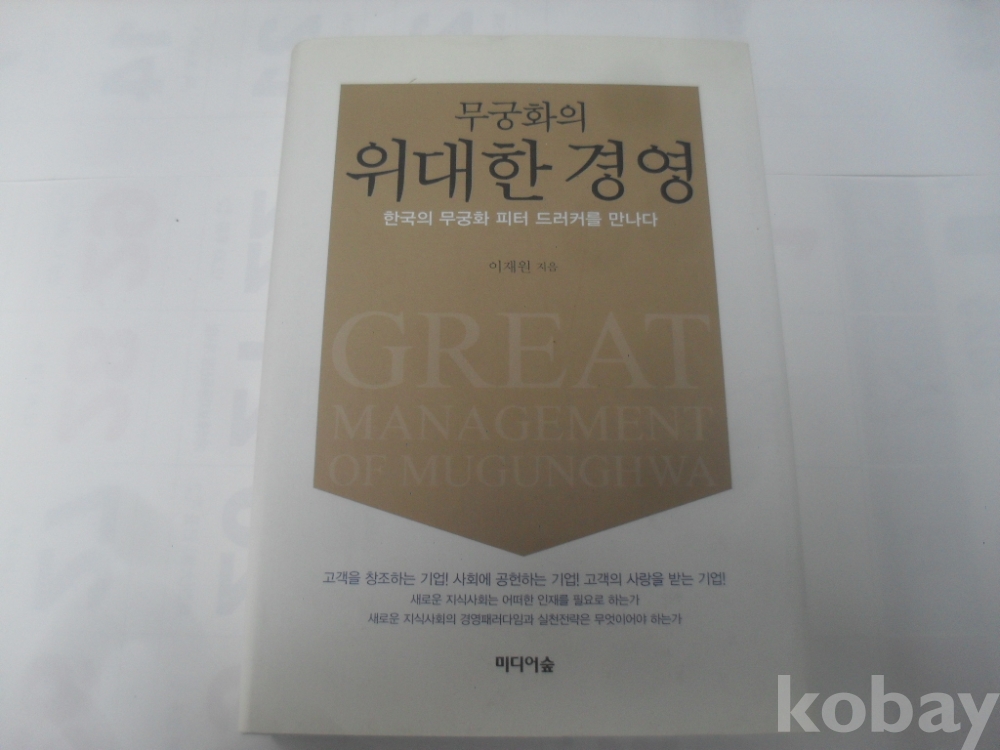 무궁화의
위대한 경영
한국의 무궁화 피터 드러커를 만나다
이재원 지음
GREAT
MANAGEMENT
OF MUGUNGHWA
고객을 창조하는 기업! 사회에 공헌하는 기업! 고객의 사랑을 받는 기업!
새로운 지식사회는 어떠한 인재를 필요로 하는가
새로운 지식사회의 경영패러다임과 실천전략은 무엇이어야 하는가
미디어숲
kobay